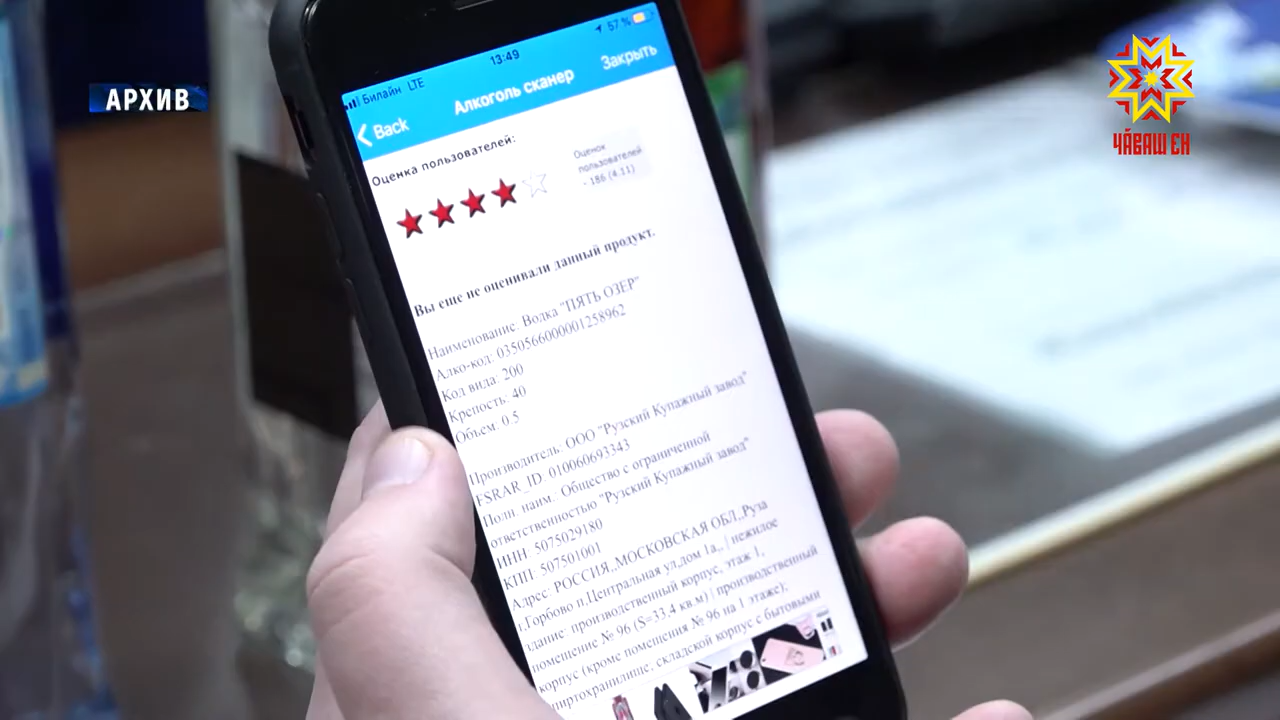 АРХИВ
ЧӐВАШ ЕН
Билайн LTE
13:49
57 %
Back
Алкоголь сканер
Закрыть
Оценка пользователей:
Оценок
пользователей
- 186 (4.11)
Вы еще не оценивали данный продукт.
Наименование: Водка "ПЯТЬ ОЗЕР"
Алко-код: 0350566000001258962
Код вида: 200
Крепость: 40
Объем: 0.5
Производитель: ООО "Рузский Купажный завод"
FSRAR_ID: 010060693343
Полн. наим.: Общество с ограниченной
ответственностью "Рузский Купажный завод"
ИНН: 5075029180
КПП: 507501001
Адрес: РОССИЯ,,МОСКОВСКАЯ ОБЛ,,Руза
г,Горбово п,Центральная ул,дом 1а,, | нежилое
здание: производственный корпус, этаж 1,
помещение № 96 (S=33,4 кв.м) | производственный
корпус (кроме помещения № 96 на 1 этаже);
спиртохранилище, складской корпус с бытовыми